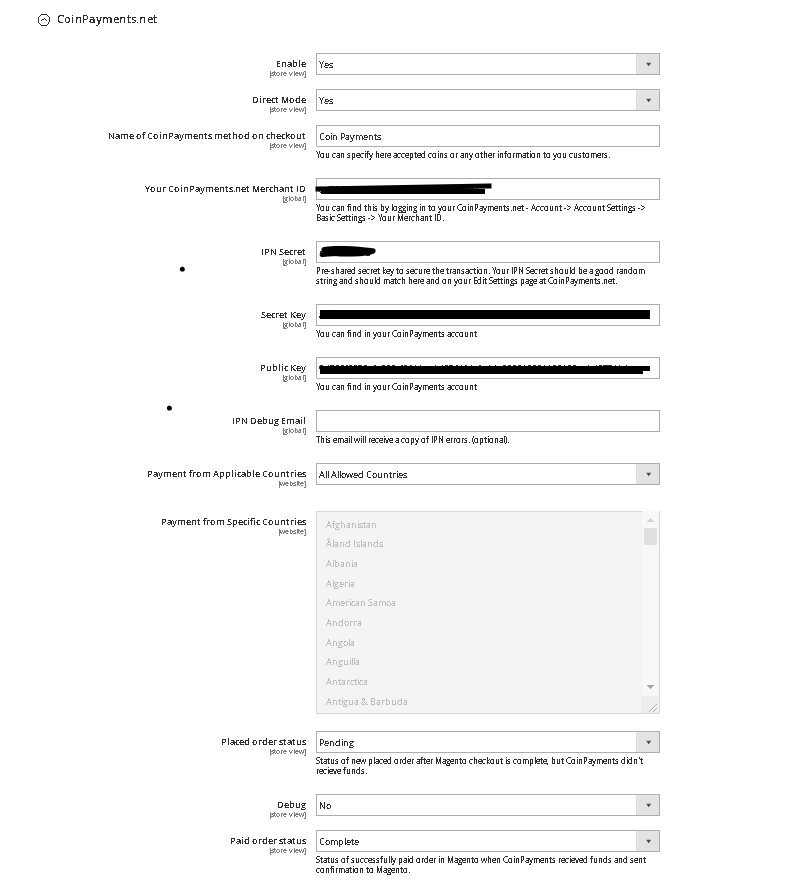 CoinPayments.net
Enable
Yes
[store view]
Direct Mode
Yes
[store view]
Name of CoinPayments method on checkout
Coin Payments
[store view]
You can specify here accepted coins or any other information to you customers.
Your CoinPayments.net Merchant ID
[global]
You can find this by logging in to your CoinPayments.net - Account -> Account Settings ->
Basic Settings -> Your Merchant ID.
IPN Secret
[global]
Pre-shared secret key to secure the transaction. Your IPN Secret should be a good random
string and should match here and on your Edit Settings page at CoinPayments.net.
Secret Key
[global]
You can find in your CoinPayments account
Public Key
[global]
You can find in your CoinPayments account
IPN Debug Email
[global]
This email will receive a copy of IPN errors. (optional).
Payment from Applicable Countries
All Allowed Countries
[website]
Payment from Specific Countries
[website]
Afghanistan
Åland Islands
Albania
Algeria
American Samoa
Andorra
Angola
Anguilla
Antarctica
Antigua & Barbuda
Placed order status
Pending
[store view]
Status of new placed order after Magento checkout is complete, but CoinPayments didn't
recieve funds.
Debug
No
[store view]
Paid order status
Complete
[store view]
Status of successfully paid order in Magento when CoinPayments recieved funds and sent
confirmation to Magento.